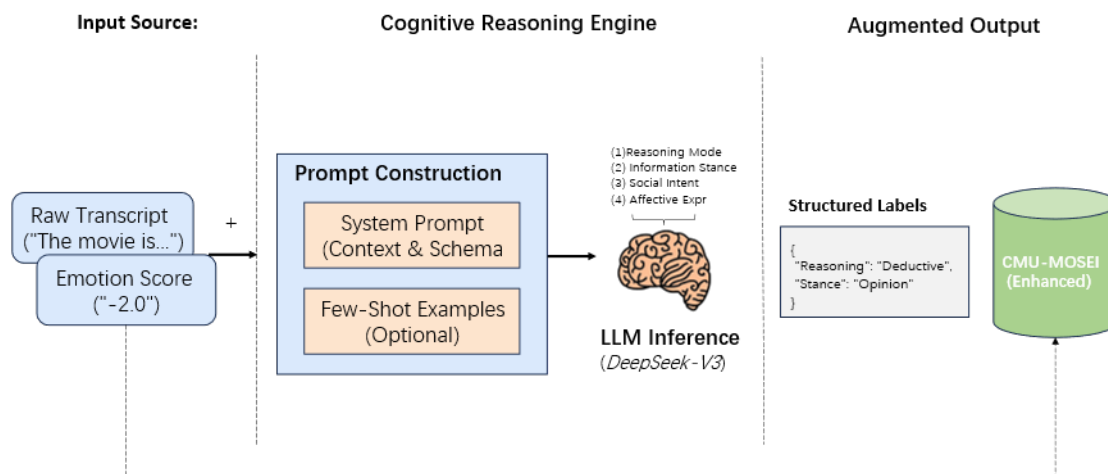 Input Source:
Cognitive Reasoning Engine
Augmented Output
Raw Transcript
("The movie is...")
Emotion Score
("-2.0")
+
Prompt Construction
System Prompt
(Context & Schema
Few-Shot Examples
(Optional)
(1)Reasoning Mode
(2) Information Stance
(3) Social Intent
(4) Affective Expr
LLM Inference
(DeepSeek-V3)
Structured Labels
{
"Reasoning": "Deductive",
"Stance": "Opinion"
}
CMU-MOSEI
(Enhanced)